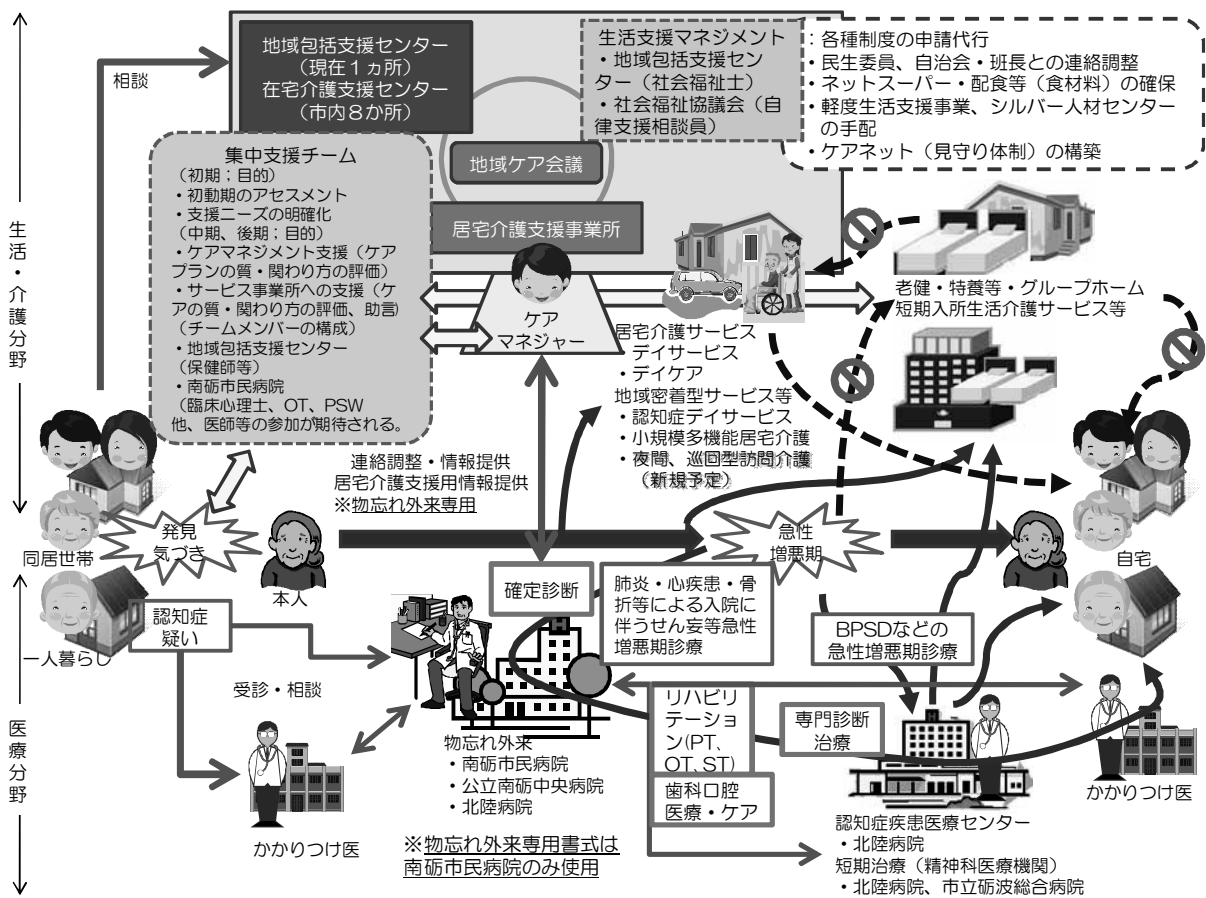 生活・介護分野
医療分野
相談
地域包括支援センター
（現在１ヵ所）
在宅介護支援センター
（市内８か所）
生活支援マネジメント
・地域包括支援セン
ター（社会福祉士）
・社会福祉協議会（自
律支援相談員）
：各種制度の申請代行
・民生委員、自治会・班長との連絡調整
・ネットスーパー・配食等（食材料）の確保
・軽度生活支援事業、シルバー人材センター
の手配
・ケアネット（見守り体制）の構築
地域ケア会議
居宅介護支援事業所
集中支援チーム
（初期；目的）
・初動期のアセスメント
・支援ニーズの明確化
（中期、後期；目的）
・ケアマネジメント支援（ケア
プランの質・関わり方の評価）
・サービス事業所への支援（ケ
アの質・関わり方の評価、助言）
（チームメンバーの構成）
・地域包括支援センター
（保健師等）
・南砺市民病院
（臨床心理士、OT、PSW
他、医師等の参加が期待される。
ケア
マネジャー
居宅介護サービス
・デイサービス
・デイケア
地域密着型サービス等
・認知症デイサービス
・小規模多機能居宅介護
・夜間、巡回型訪問介護
（新規予定）
老健・特養等・グループホーム
短期入所生活介護サービス等
連絡調整・情報提供
居宅介護支援用情報提供
※物忘れ外来専用
同居世帯
発見
気づき
本人
急性
増悪期
自宅
一人暮らし
認知症
疑い
受診・相談
かかりつけ医
確定診断
肺炎・心疾患・骨
折等による入院に
伴うせん妄等急性
増悪期診療
BPSDなどの
急性増悪期診療
物忘れ外来
・南砺市民病院
・公立南砺中央病院
・北陸病院
※物忘れ外来専用書式は
南砺市民病院のみ使用
リハビリ
テーショ
ン(PT、
OT、ST)
歯科口腔
医療・ケア
専門診断
治療
かかりつけ医
認知症疾患医療センター
・北陸病院
短期治療（精神科医療機関）
・北陸病院、市立砺波総合病院